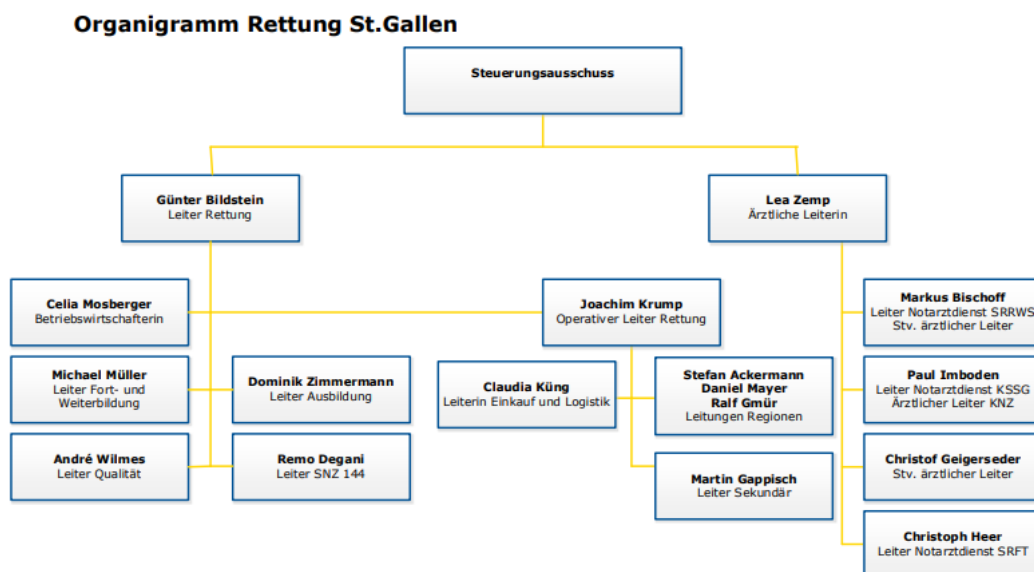 Organigramm Rettung St.Gallen
Steuerungsausschuss
Günter Bildstein
Leiter Rettung
Lea Zemp
Ärztliche Leiterin
Celia Mosberger
Betriebswirtschafterin
Joachim Krump
Operativer Leiter Rettung
Markus Bischoff
Leiter Notarztdienst SRRWS
Stv. ärztlicher Leiter
Michael Müller
Leiter Fort- und
Weiterbildung
Dominik Zimmermann
Leiter Ausbildung
Claudia Küng
Leiterin Einkauf und Logistik
Stefan Ackermann
Daniel Mayer
Ralf Gmür
Leitungen Regionen
Paul Imboden
Leiter Notarztdienst KSSG
Ärztlicher Leiter KNZ
André Wilmes
Leiter Qualität
Remo Degani
Leiter SNZ 144
Martin Gappisch
Leiter Sekundär
Christof Geigerseder
Stv. ärztlicher Leiter
Christoph Heer
Leiter Notarztdienst SRFT